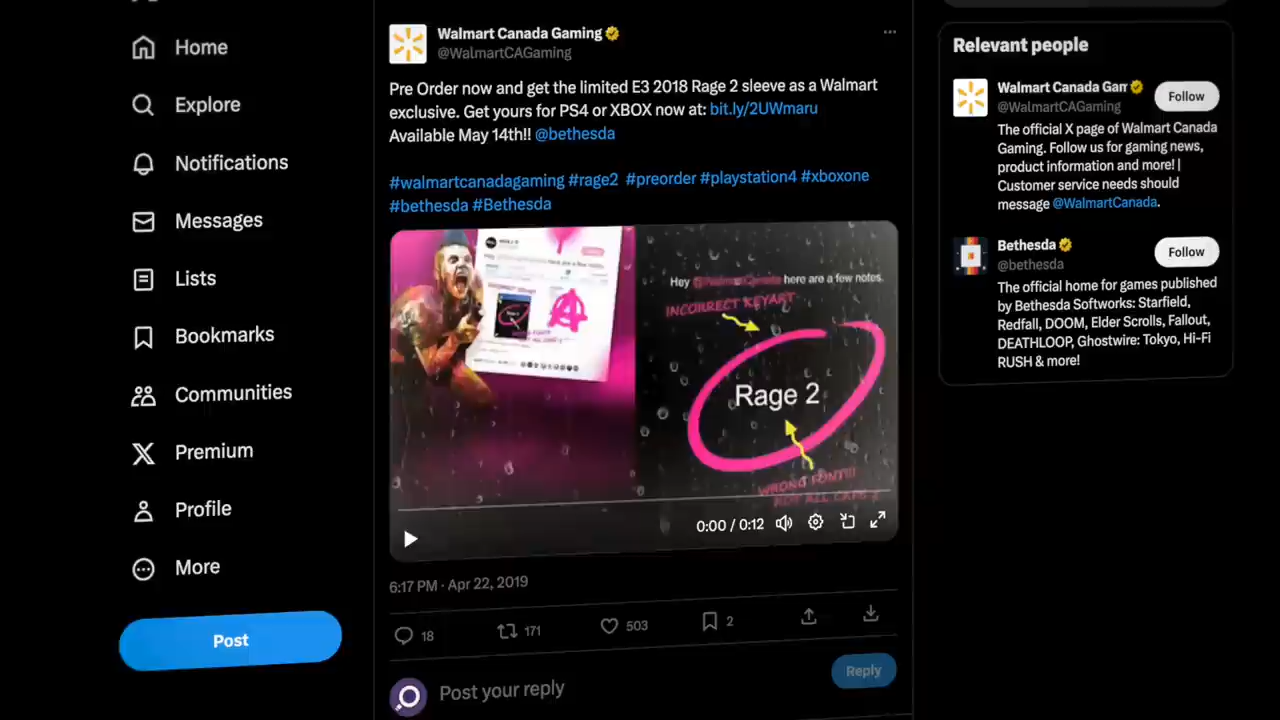 Home
Explore
Notifications
Messages
Lists
Bookmarks
Communities
Premium
Profile
More
Post
Walmart Canada Gaming
@WalmartCAGaming
Pre Order now and get the limited E3 2018 Rage 2 sleeve as a Walmart
exclusive. Get yours for PS4 or XBOX now at: bit.ly/2UWmaru
Available May 14th!! @bethesda
#walmartcanadagaming #rage2 #preorder #playstation4 #xboxone
#bethesda #Bethesda
Hey @WalmartCanada here are a few notes.
INCORRECT KEYART
Rage 2
WRONG FONT!!!
NOT ALL CAPS
0:00 / 0:12
6:17 PM · Apr 22, 2019
18
171
503
2
Post your reply
Reply
Relevant people
Walmart Canada Gar
@WalmartCAGaming
Follow
The official X page of Walmart Canada
Gaming. Follow us for gaming news,
product information and more! |
Customer service needs should
message @WalmartCanada.
Bethesda
@bethesda
Follow
The official home for games published
by Bethesda Softworks: Starfield,
Redfall, DOOM, Elder Scrolls, Fallout,
DEATHLOOP, Ghostwire: Tokyo, Hi-Fi
RUSH & more!